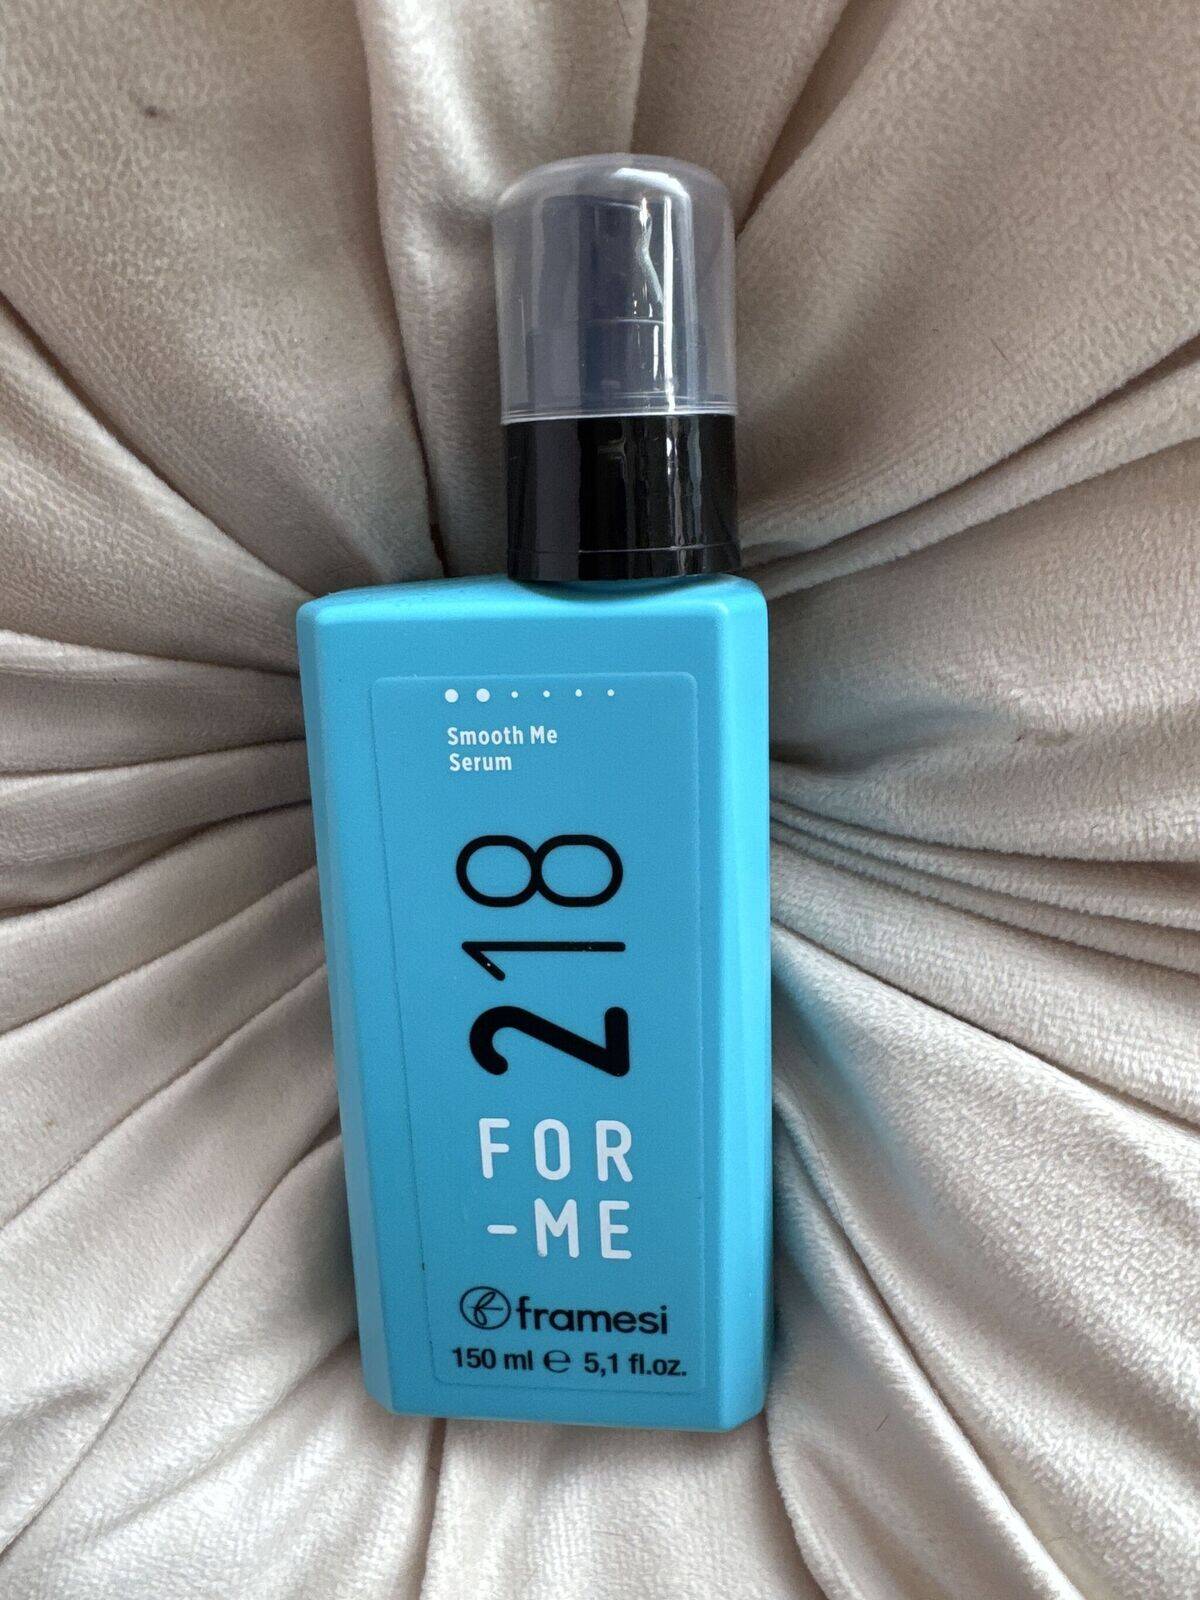 Smooth Me
Serum
218
FOR
-ME
framesi
150 ml ℮ 5,1 fl.oz.